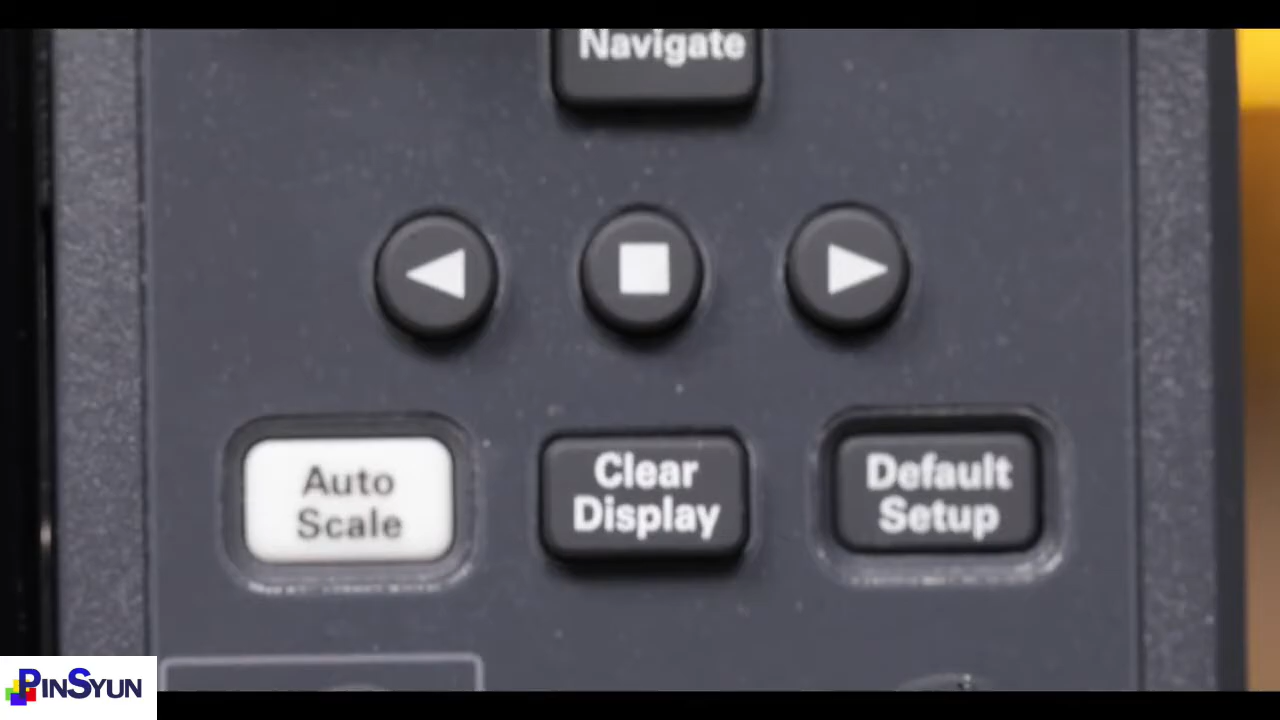 Navigate
Auto
Scale
Clear
Display
Default
Setup
PINSYUN